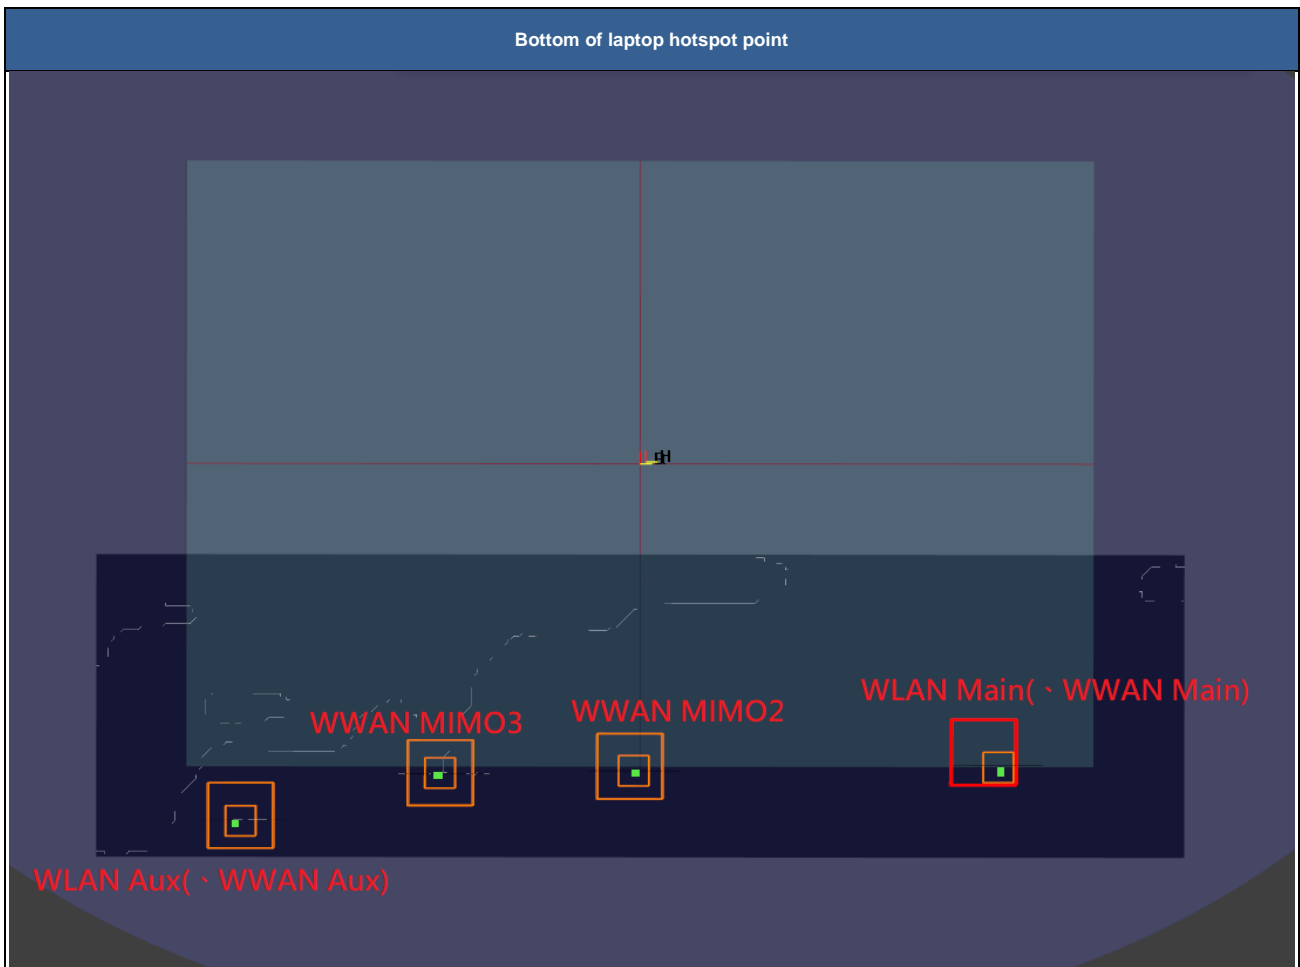 Bottom of laptop hotspot point
WLAN Main(、WWAN Main)
WWAN MIMO2
WWAN MIMO3
WLAN Aux(、WWAN Aux)